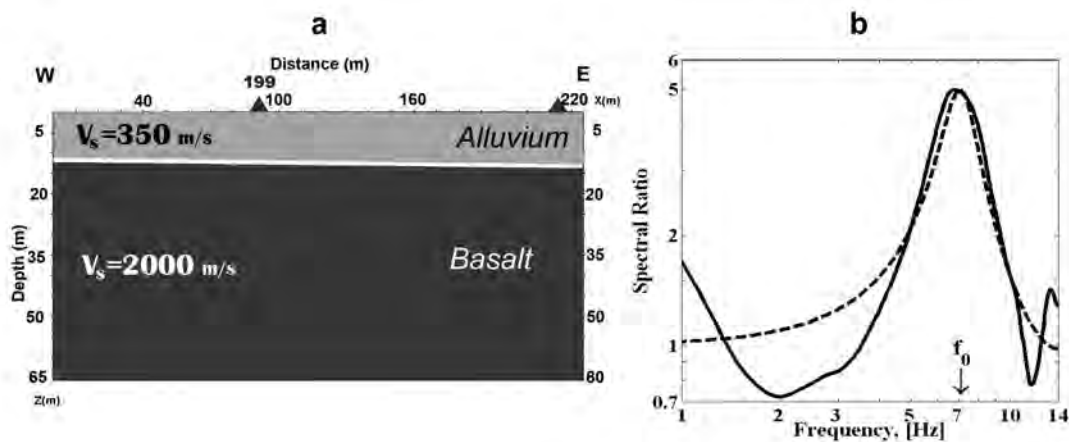 a
Distance (m)
W
199
E
40 100 160 220 X(m)
5 Vs=350 m/s Alluvium 5
20 20
35 Vs=2000 m/s Basalt 35
50 50
65 80
Depth (m)
Z(m)
b
6
5
2
1
0.7
Spectral Ratio
f0
1 2 3 5 7 10 14
Frequency, [Hz]